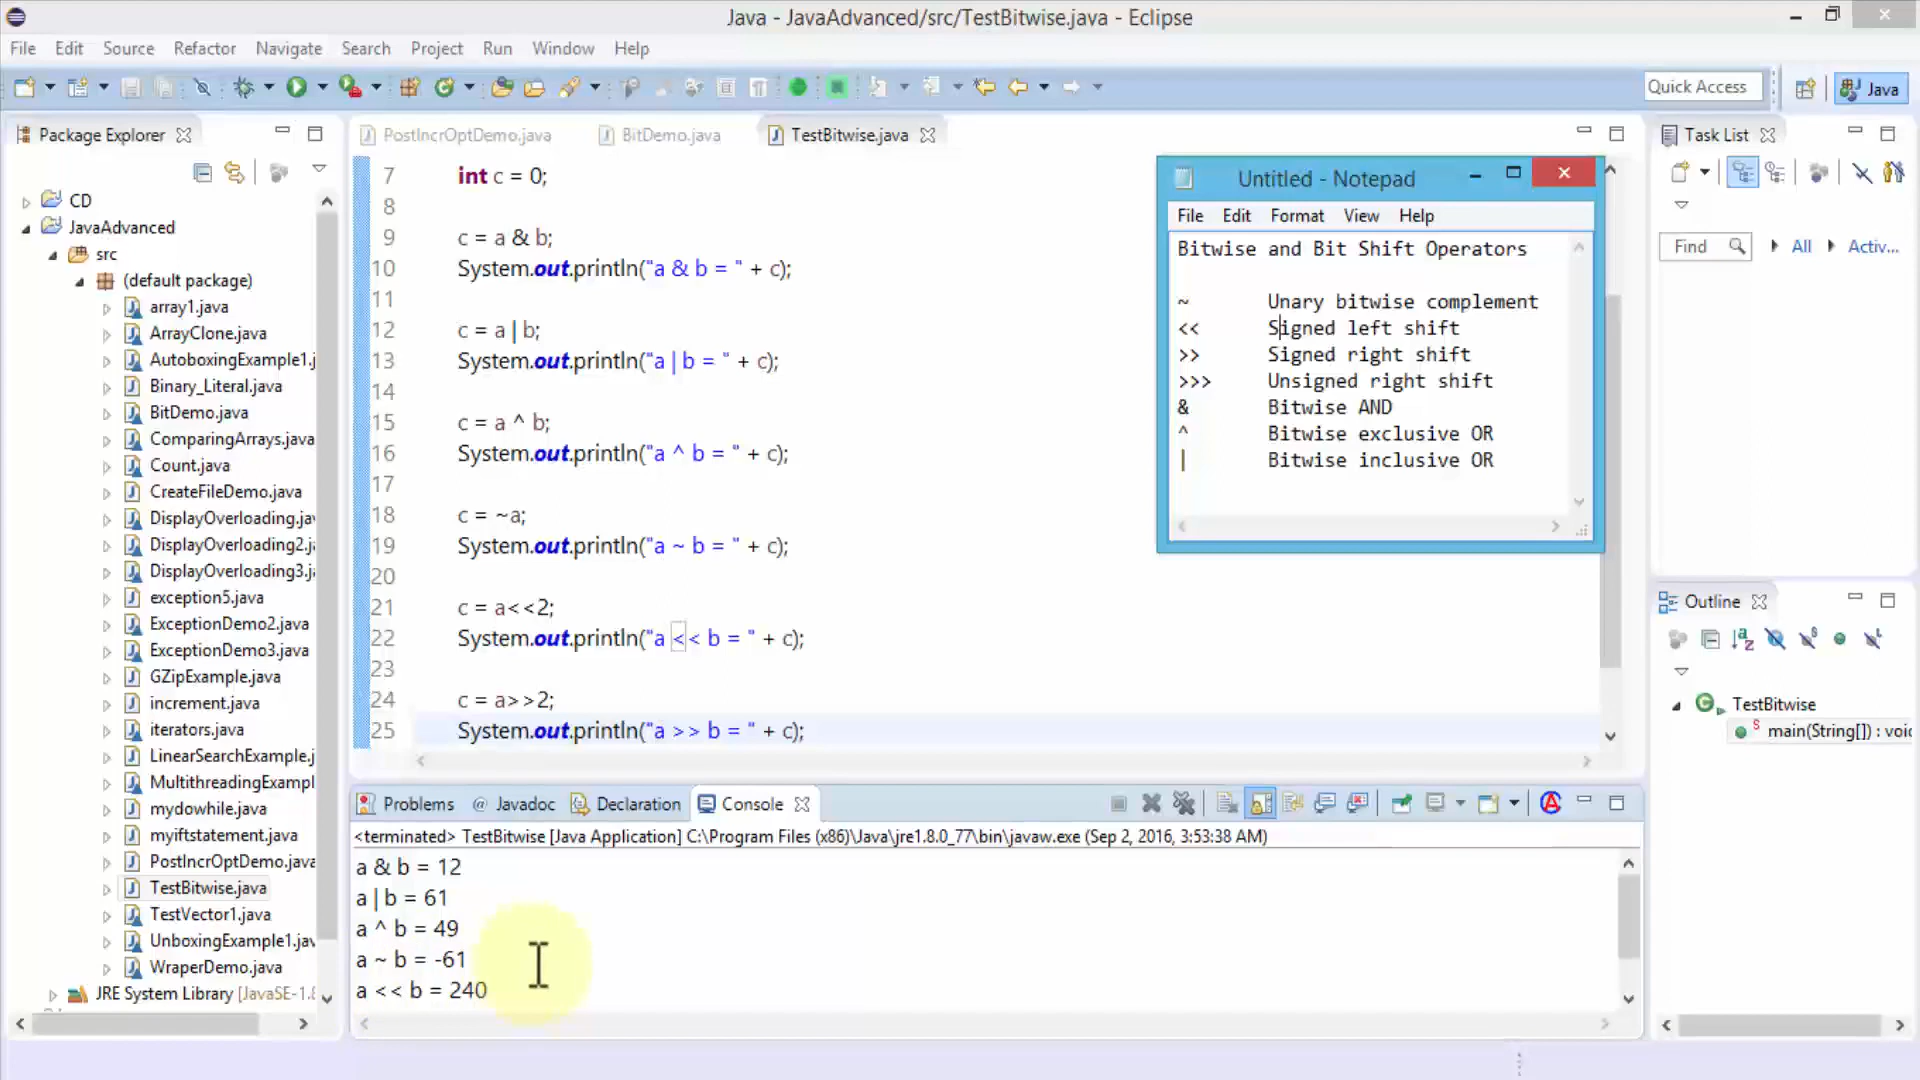 Java - JavaAdvanced/src/TestBitwise.java - Eclipse
File Edit Source Refactor Navigate Search Project Run Window Help
Quick Access
Java
Package Explorer
CD
JavaAdvanced
src
(default package)
array1.java
ArrayClone.java
AutoboxingExample1.j
Binary_Literal.java
BitDemo.java
ComparingArrays.java
Count.java
CreateFileDemo.java
DisplayOverloading.jav
DisplayOverloading2.j
DisplayOverloading3.j
exception5.java
ExceptionDemo2.java
ExceptionDemo3.java
GZipExample.java
increment.java
iterators.java
LinearSearchExample.j
MultithreadingExampl
mydowhile.java
myiftstatement.java
PostIncrOptDemo.java
TestBitwise.java
TestVector1.java
UnboxingExample1.jav
WraperDemo.java
JRE System Library [JavaSE-1.8
PostIncrOptDemo.java BitDemo.java TestBitwise.java
7 int c = 0;
8
9 c = a & b;
10 System.out.println("a & b = " + c);
11
12 c = a | b;
13 System.out.println("a | b = " + c);
14
15 c = a ^ b;
16 System.out.println("a ^ b = " + c);
17
18 c = ~a;
19 System.out.println("a ~ b = " + c);
20
21 c = a<<2;
22 System.out.println("a << b = " + c);
23
24 c = a>>2;
25 System.out.println("a >> b = " + c);
Untitled - Notepad
File Edit Format View Help
Bitwise and Bit Shift Operators
~ Unary bitwise complement
<< Signed left shift
>> Signed right shift
>>> Unsigned right shift
& Bitwise AND
^ Bitwise exclusive OR
| Bitwise inclusive OR
Task List
Find All Activ...
Outline
TestBitwise
main(String[]) : voic
Problems @ Javadoc Declaration Console
<terminated> TestBitwise [Java Application] C:\Program Files (x86)\Java\jre1.8.0_77\bin\javaw.exe (Sep 2, 2016, 3:53:38 AM)
a & b = 12
a | b = 61
a ^ b = 49
a ~ b = -61
a << b = 240